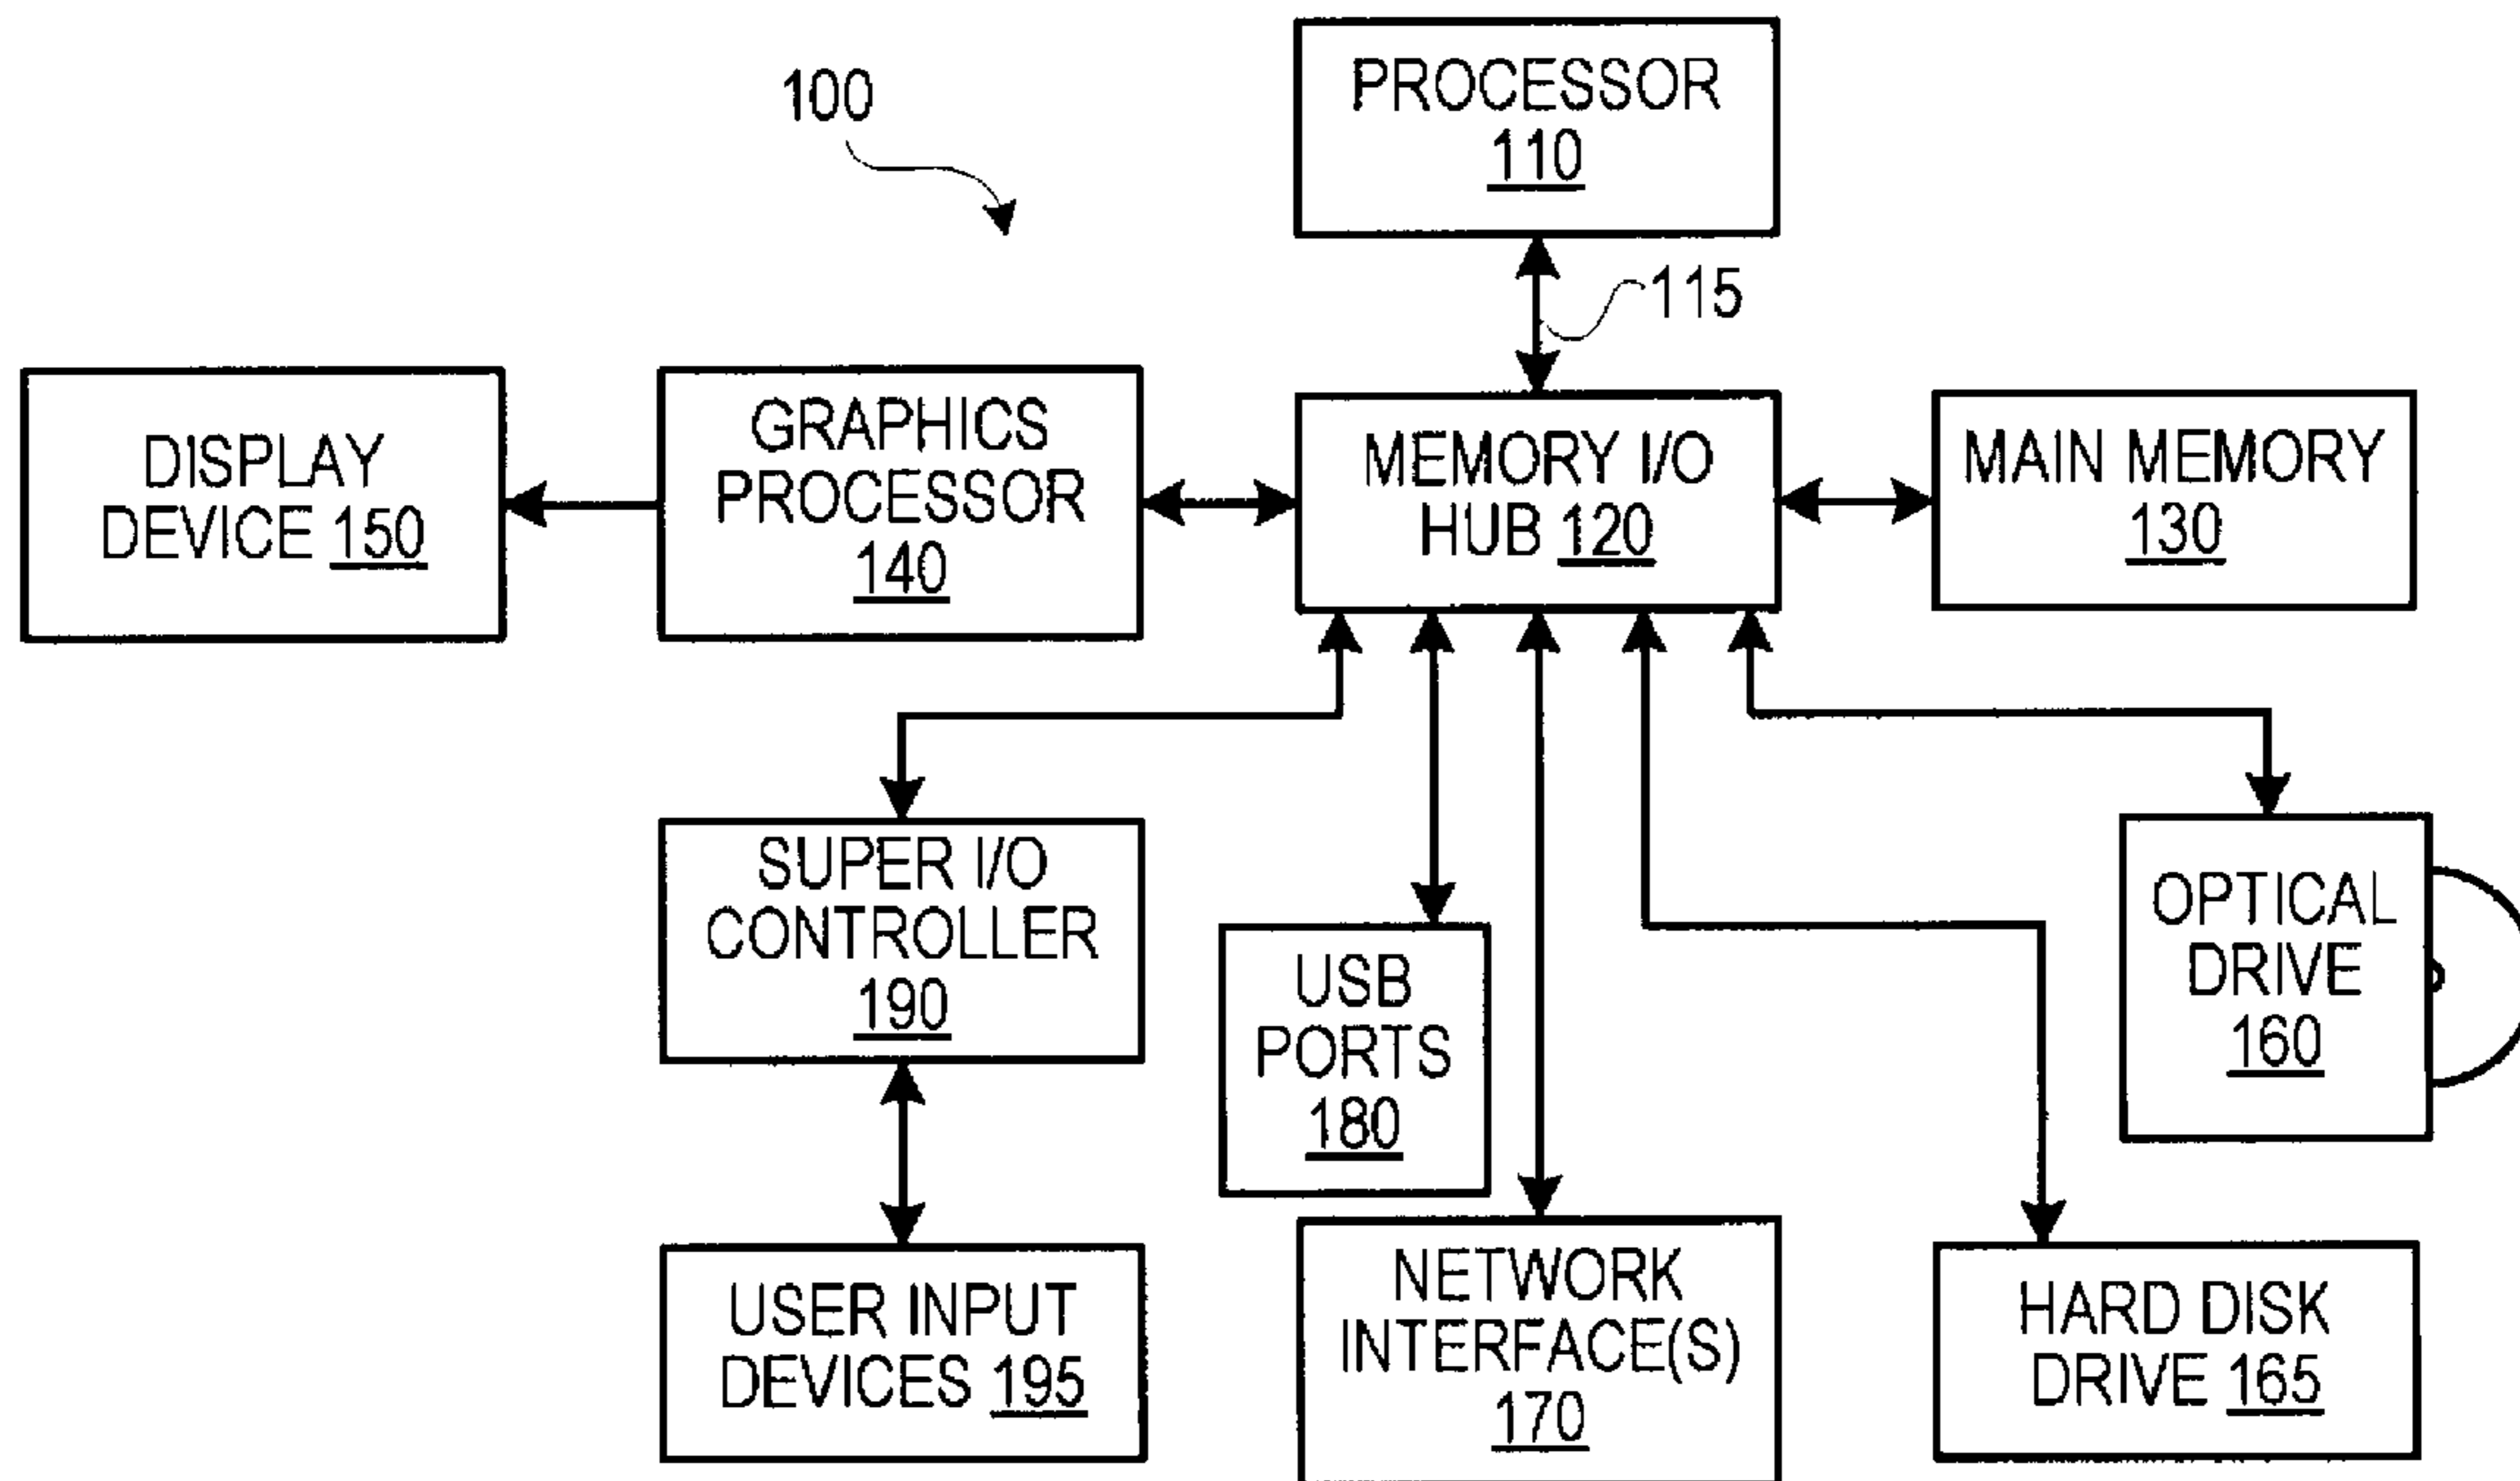 PROCESSOR
110
100
115
DISPLAY
DEVICE 150
GRAPHICS
PROCESSOR
140
MEMORY I/O
HUB 120
MAIN MEMORY
130
SUPER I/O
CONTROLLER
190
USB
PORTS
180
OPTICAL
DRIVE
160
USER INPUT
DEVICES 195
NETWORK
INTERFACE(S)
170
HARD DISK
DRIVE 165